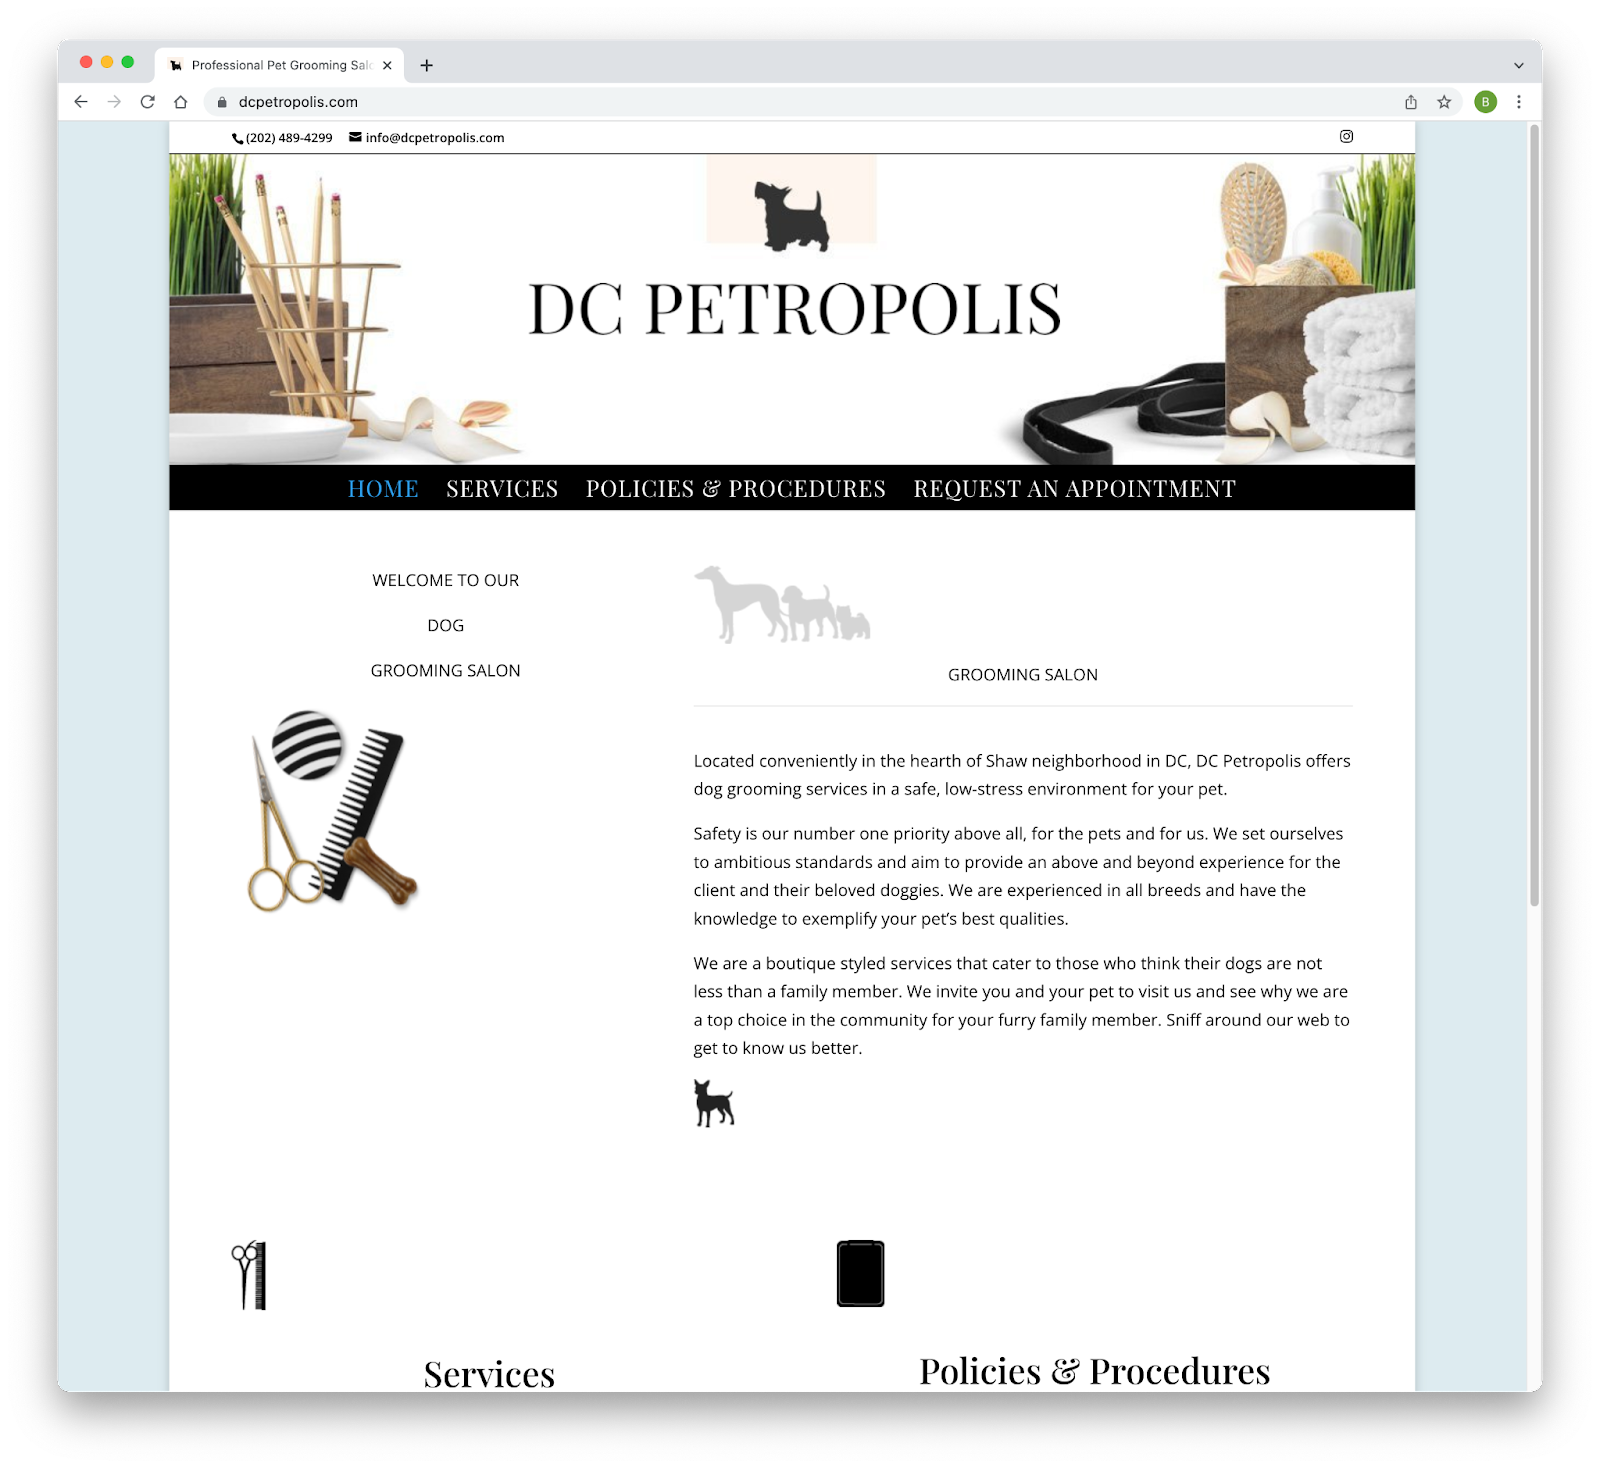 Professional Pet Grooming Sal
dcpetropolis.com
B
(202) 489-4299 info@dcpetropolis.com
DC PETROPOLIS
HOME SERVICES POLICIES & PROCEDURES REQUEST AN APPOINTMENT
WELCOME TO OUR
DOG
GROOMING SALON
GROOMING SALON
Located conveniently in the hearth of Shaw neighborhood in DC, DC Petropolis offers
dog grooming services in a safe, low-stress environment for your pet.
Safety is our number one priority above all, for the pets and for us. We set ourselves
to ambitious standards and aim to provide an above and beyond experience for the
client and their beloved doggies. We are experienced in all breeds and have the
knowledge to exemplify your pet’s best qualities.
We are a boutique styled services that cater to those who think their dogs are not
less than a family member. We invite you and your pet to visit us and see why we are
a top choice in the community for your furry family member. Sniff around our web to
get to know us better.
Services
Policies & Procedures